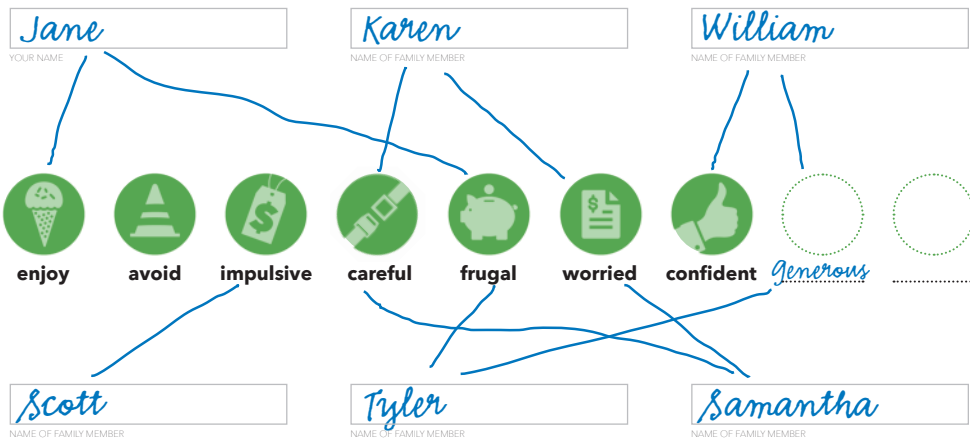 Jane Karen William
YOUR NAME NAME OF FAMILY MEMBER NAME OF FAMILY MEMBER
$ $
enjoy avoid impulsive careful frugal worried confident generous
Scott Tyler Samantha
NAME OF FAMILY MEMBER NAME OF FAMILY MEMBER NAME OF FAMILY MEMBER